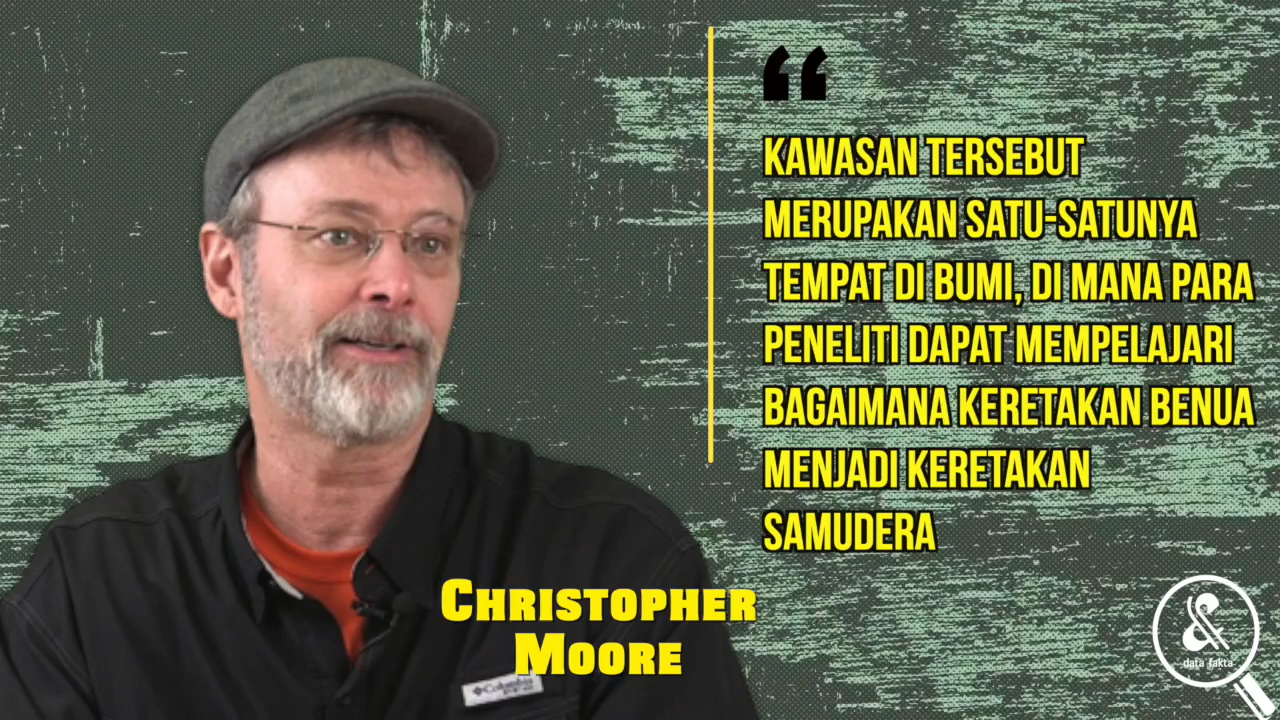 KAWASAN TERSEBUT
MERUPAKAN SATU-SATUNYA
TEMPAT DI BUMI, DI MANA PARA
PENELITI DAPAT MEMPELAJARI
BAGAIMANA KERETAKAN BENUA
MENJADI KERETAKAN
SAMUDERA
CHRISTOPHER
MOORE
Columbia
&
data fakta